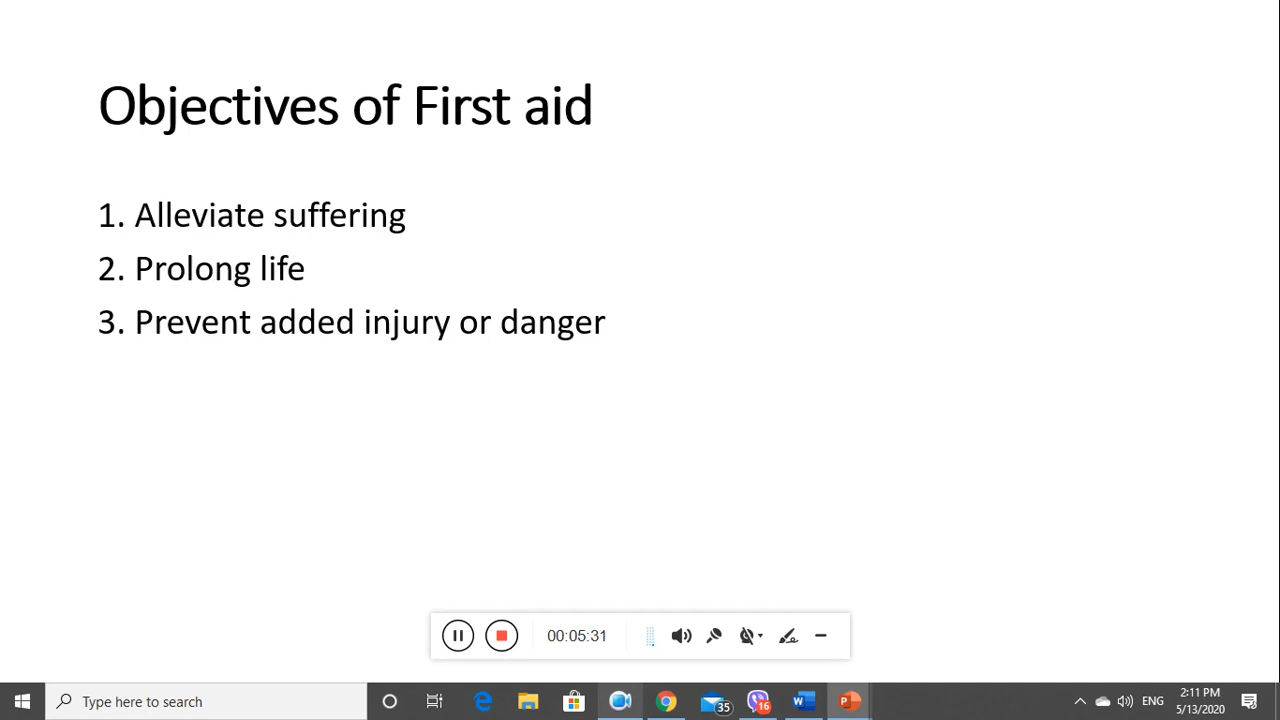 Objectives of First aid
1. Alleviate suffering
2. Prolong life
3. Prevent added injury or danger
00:05:31
Type here to search
35
16
ENG
2:11 PM
5/13/2020